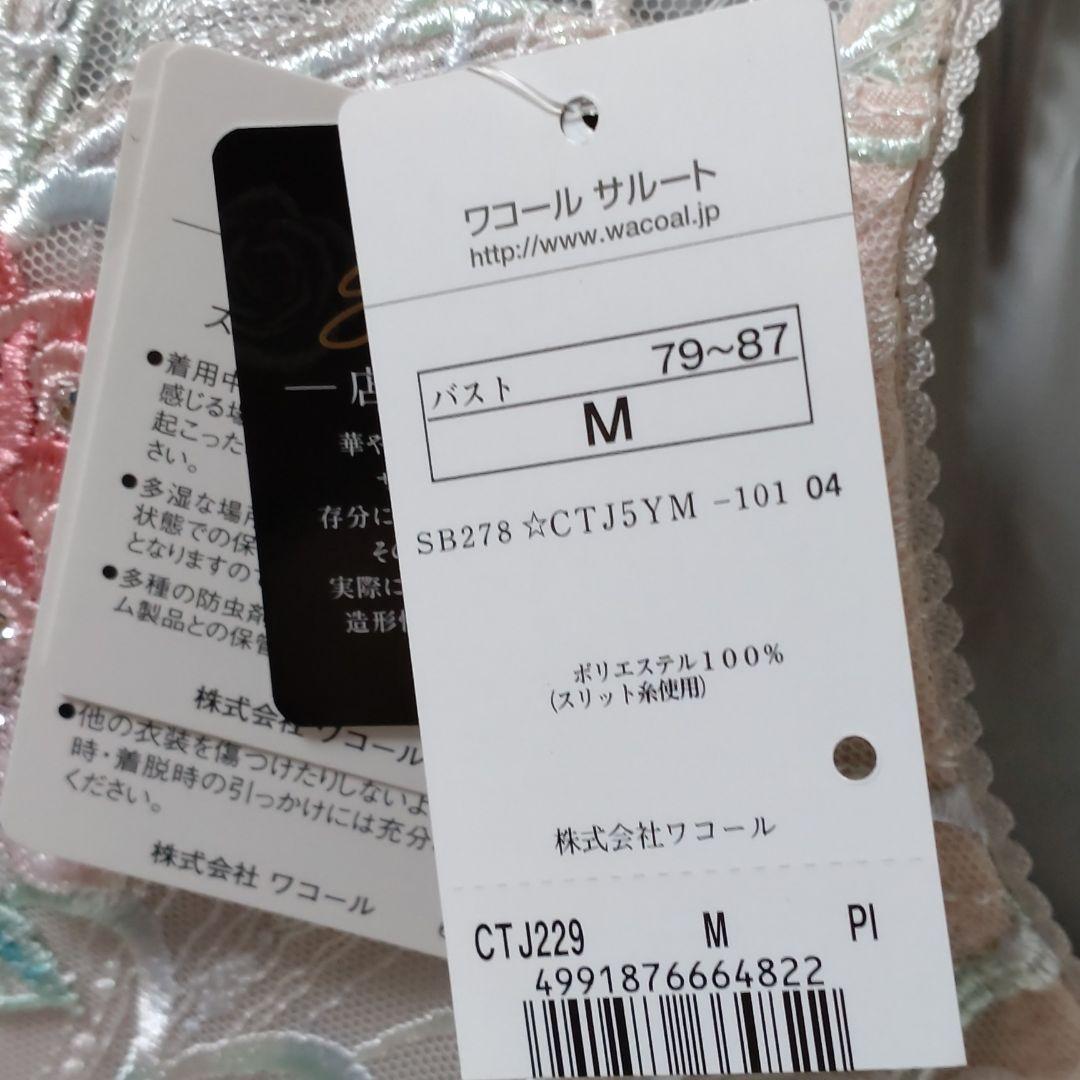 ワコール サルート
http://www.wacoal.jp
バスト 79~87
M
SB278 ☆CTJ5YM -101 04
ポリエステル100%
(スリット糸使用)
株式会社ワコール
CTJ229 M PI
4991876664822
店
華や
存分に
その
実際に
造形
●着用中
感じる場
起こった
さい。
●多湿な場所
状態での保
となりますの
●多種の防虫剤
ム製品との保管
株式会社 ワコール
●他の衣装を傷つけたりしないよ
時・着脱時の引っかけには充分
ください。
株式会社 ワコール